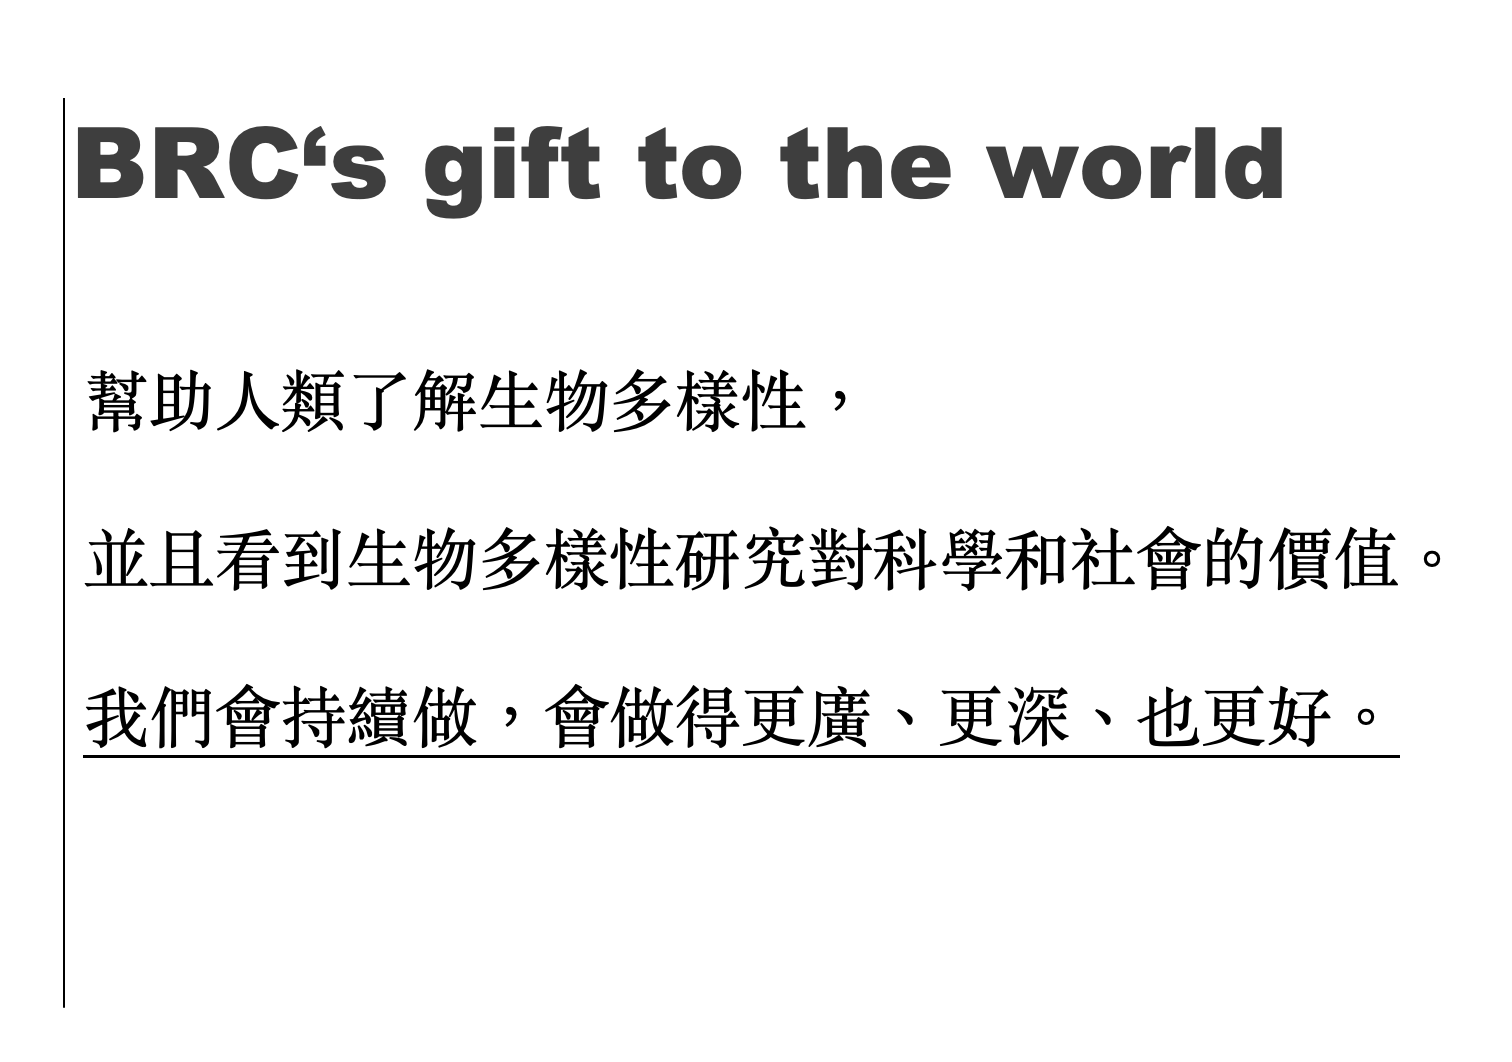 BRC‘s gift to the world
幫助人類了解生物多樣性，
並且看到生物多樣性研究對科學和社會的價值。
我們會持續做，會做得更廣、更深、也更好。